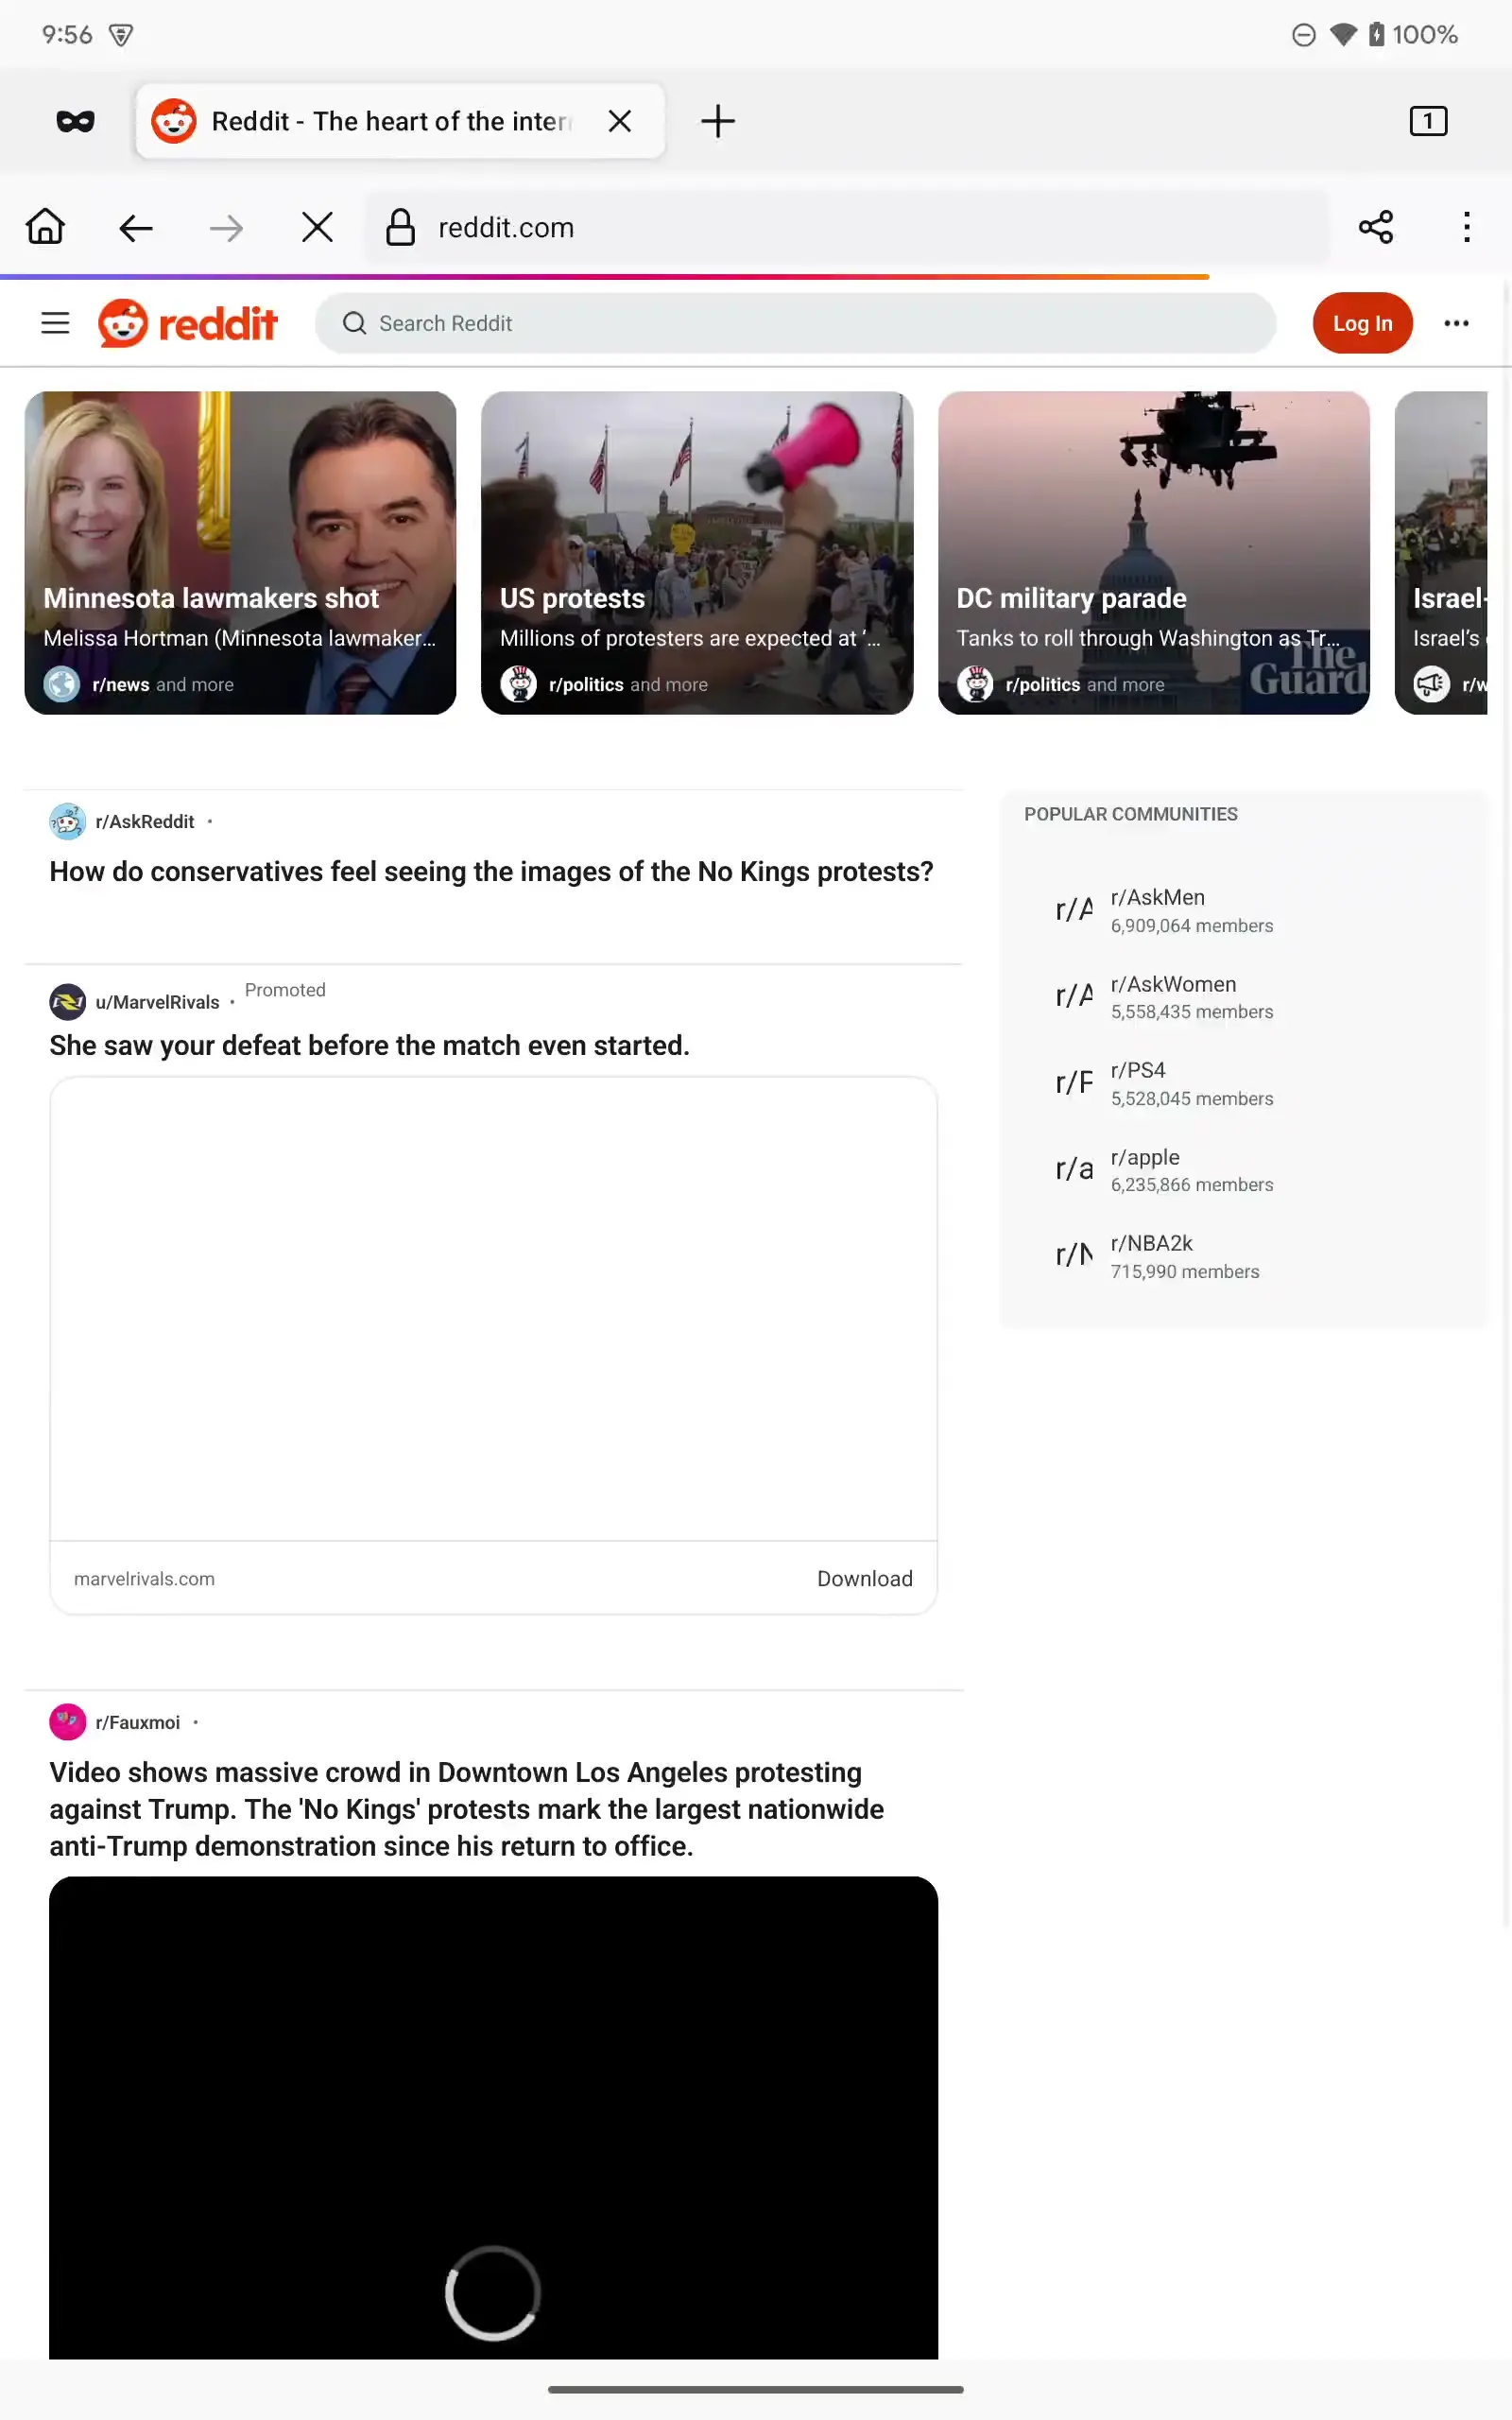 9:56
100%
Reddit - The heart of the inter
1
reddit.com
reddit
Search Reddit
Log In
Minnesota lawmakers shot
Melissa Hortman (Minnesota lawmaker...
r/news and more
US protests
Millions of protesters are expected at ‘...
r/politics and more
DC military parade
Tanks to roll through Washington as Tr...
r/politics and more
The
Guard
Israel-
Israel’s
r/w
r/AskReddit •
How do conservatives feel seeing the images of the No Kings protests?
u/MarvelRivals • Promoted
She saw your defeat before the match even started.
marvelrivals.com
Download
r/Fauxmoi •
Video shows massive crowd in Downtown Los Angeles protesting
against Trump. The 'No Kings' protests mark the largest nationwide
anti-Trump demonstration since his return to office.
POPULAR COMMUNITIES
r/A
r/AskMen
6,909,064 members
r/A
r/AskWomen
5,558,435 members
r/P
r/PS4
5,528,045 members
r/a
r/apple
6,235,866 members
r/N
r/NBA2k
715,990 members